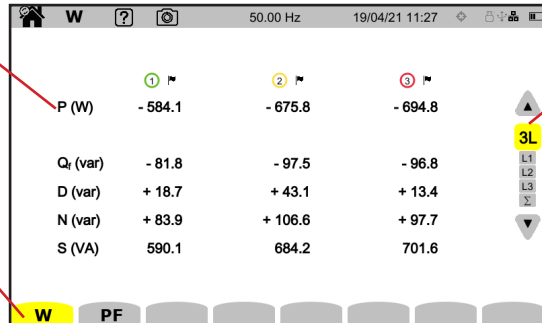 W ? 50.00 Hz 19/04/21 11:27
1 2 3
P (W) - 584.1 - 675.8 - 694.8
3L
L1
Qf (var) - 81.8 - 97.5 - 96.8
L2
D (var) + 18.7 + 43.1 + 13.4
L3
Σ
N (var) + 83.9 + 106.6 + 97.7
S (VA) 590.1 684.2 701.6
W PF